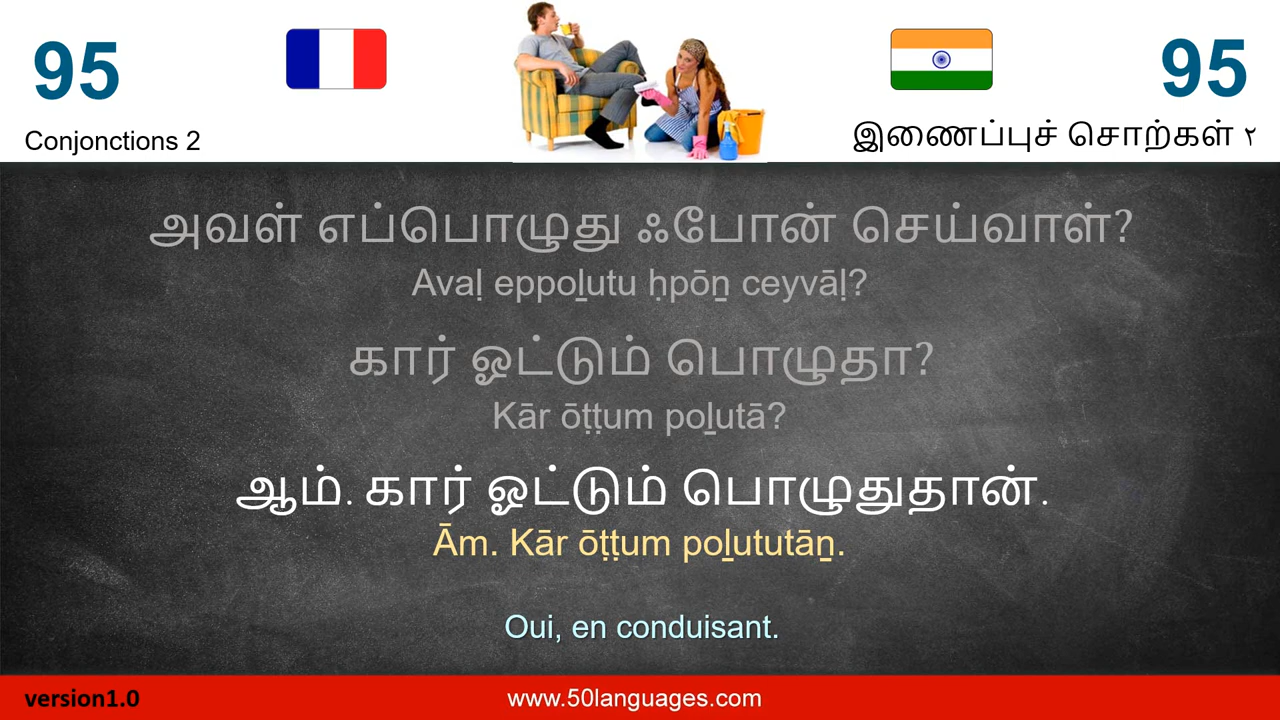 95
95
Conjonctions 2
இணைப்புச் சொற்கள் ٢
அவள் எப்பொழுது ஃபோன் செய்வாள்?
Avaḷ eppoḻutu ḥpōṉ ceyvāḷ?
கார் ஓட்டும் பொழுதா?
Kār ōṭṭum poḻutā?
ஆம். கார் ஓட்டும் பொழுதுதான்.
Ām. Kār ōṭṭum poḻututāṉ.
Oui, en conduisant.
version1.0
www.50languages.com